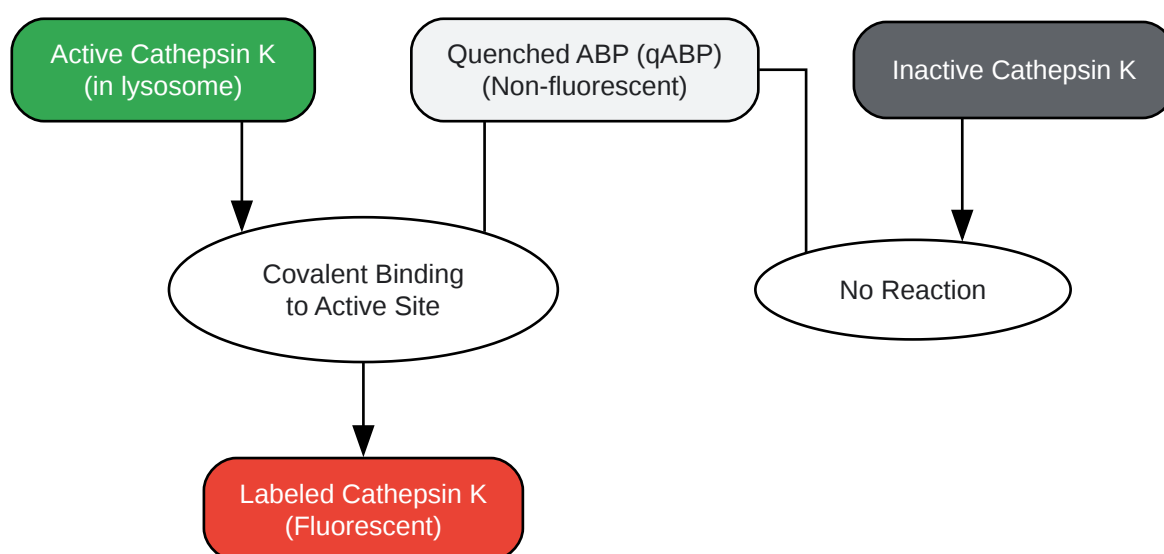 Active Cathepsin K
(in lysosome)
Quenched ABP (qABP)
(Non-fluorescent)
Inactive Cathepsin K
Covalent Binding
to Active Site
No Reaction
Labeled Cathepsin K
(Fluorescent)